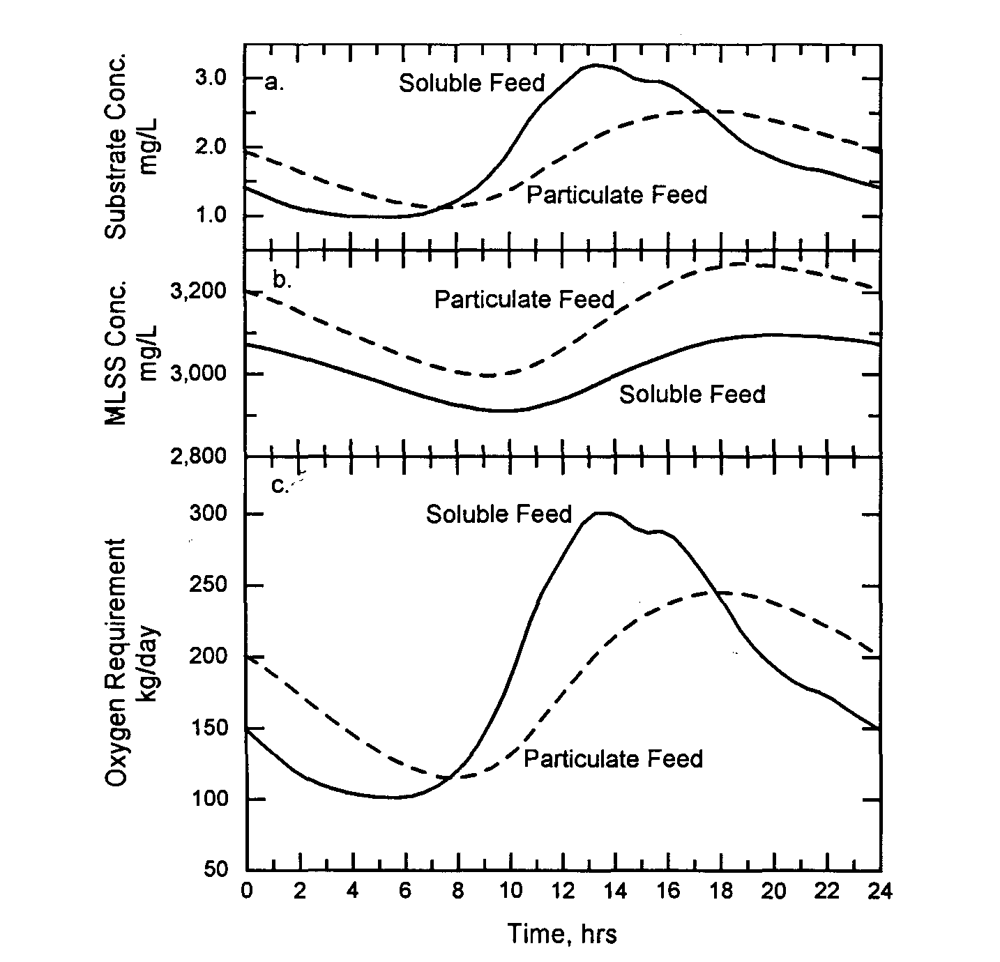 Substrate Conc.
mg/L
3.0
2.0
1.0
a.
Soluble Feed
Particulate Feed
MLSS Conc.
mg/L
3,200
3,000
2,800
b.
Particulate Feed
Soluble Feed
Oxygen Requirement
kg/day
300
250
200
150
100
50
c.
Soluble Feed
Particulate Feed
0 2 4 6 8 10 12 14 16 18 20 22 24
Time, hrs